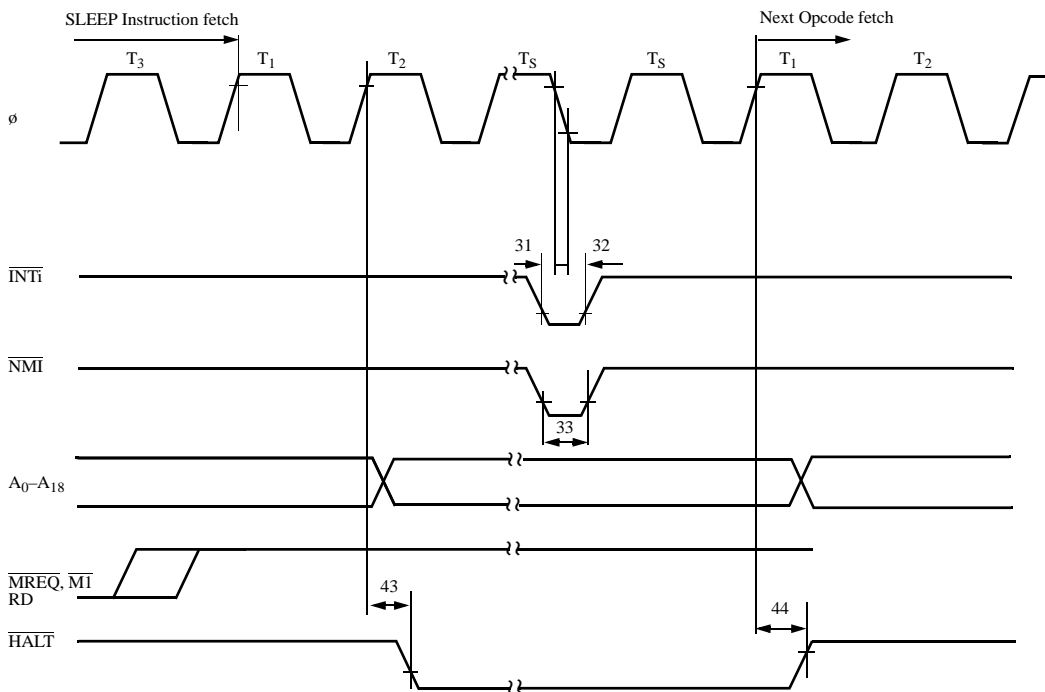 SLEEP Instruction fetch
Next Opcode fetch
T3 T1 T2 TS TS T1 T2
ø
31 32
INTi
NMI
33
A0–A18
MREQ, M1
RD
43 44
HALT